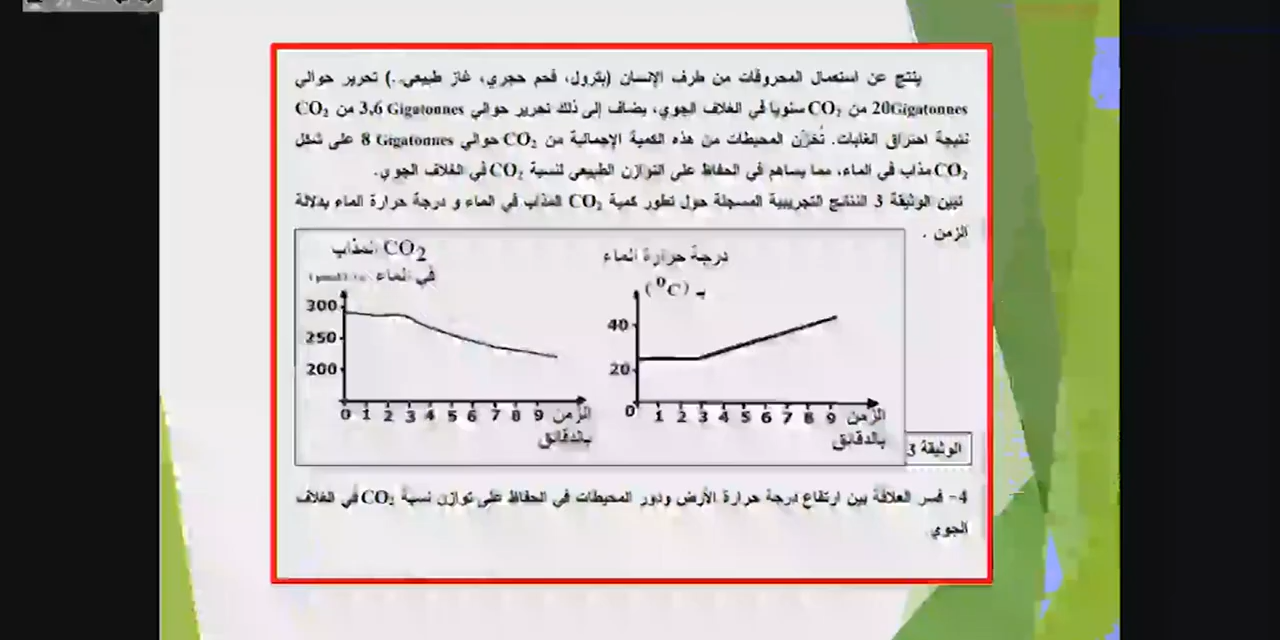 ينتج عن استعمال المحروقات من طرف الإنسان (بترول، فحم حجري، غاز طبيعي..) تحرير حوالي
20Gigatonnes من CO2 سنويا في الغلاف الجوي، يضاف إلى ذلك تحرير حوالي 3,6 Gigatonnes من CO2
نتيجة احتراق الغابات. تُخزّن المحيطات من هذه الكمية الإجمالية من CO2 حوالي 8 Gigatonnes على شكل
CO2 مذاب في الماء، مما يساهم في الحفاظ على التوازن الطبيعي لنسبة CO2 في الغلاف الجوي.
تبين الوثيقة 3 النتائج التجريبية المسجلة حول تطور كمية CO2 المذاب في الماء و درجة حرارة الماء بدلالة
الزمن .
درجة حرارة الماء
(°C)
40
20
0 1 2 3 4 5 6 7 8 9 الزمن
بالدقائق
CO2 المذاب
في الماء
300
250
200
0 1 2 3 4 5 6 7 8 9 الزمن
بالدقائق
الوثيقة 3
4- فسر العلاقة بين ارتفاع درجة حرارة الأرض ودور المحيطات في الحفاظ على توازن نسبة CO2 في الغلاف
الجوي.